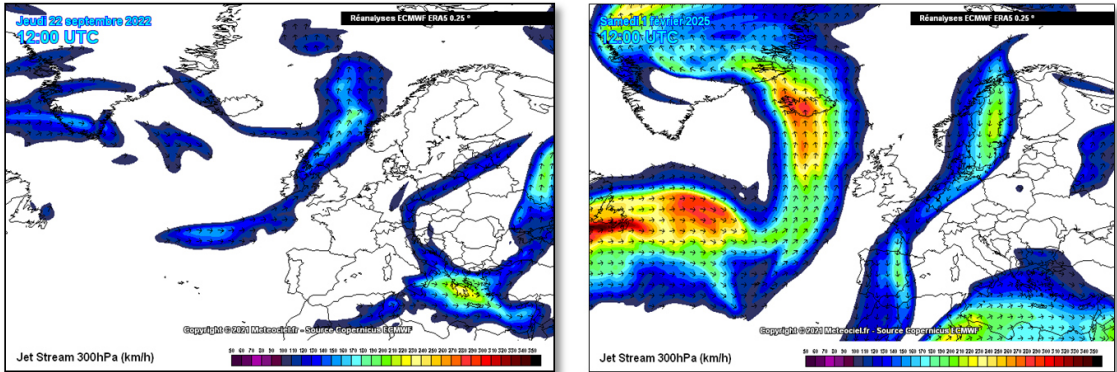 Jeudi 22 septembre 2022
12:00 UTC
Réanalyses ECMWF ERA5 0.25 °
Copyright © 2021 Meteociel.fr - Source Copernicus ECMWF
Jet Stream 300hPa (km/h)
Samedi 1 février 2025
12:00 UTC
Réanalyses ECMWF ERA5 0.25 °
Copyright © 2021 Meteociel.fr - Source Copernicus ECMWF
Jet Stream 300hPa (km/h)